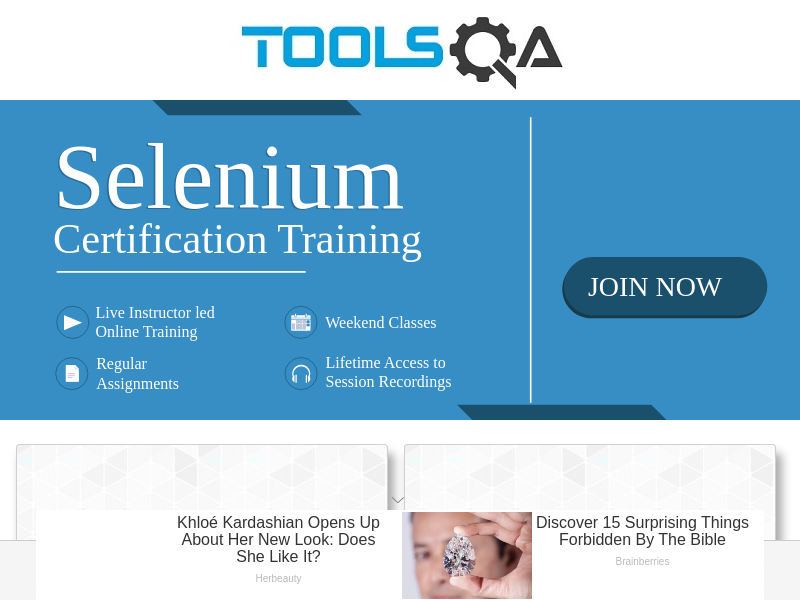 TOOLSQA
Selenium
Certification Training
JOIN NOW
Live Instructor led
Online Training
Weekend Classes
Regular
Assignments
Lifetime Access to
Session Recordings
Khloé Kardashian Opens Up
About Her New Look: Does
She Like It?
Herbeauty
Discover 15 Surprising Things
Forbidden By The Bible
Brainberries